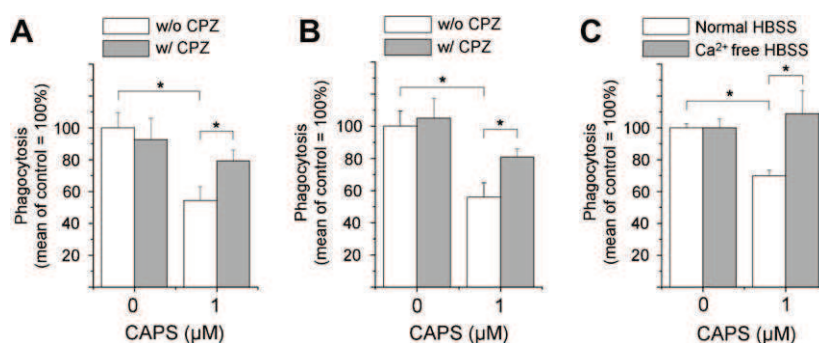 A
w/o CPZ
w/ CPZ
Phagocytosis
(mean of control = 100%)
100
80
60
40
20
*
*
0
1
CAPS (µM)
B
w/o CPZ
w/ CPZ
Phagocytosis
(mean of control = 100%)
100
80
60
40
20
*
*
0
1
CAPS (µM)
C
Normal HBSS
Ca²⁺ free HBSS
Phagocytosis
(mean of control = 100%)
100
80
60
40
20
*
*
0
1
CAPS (µM)